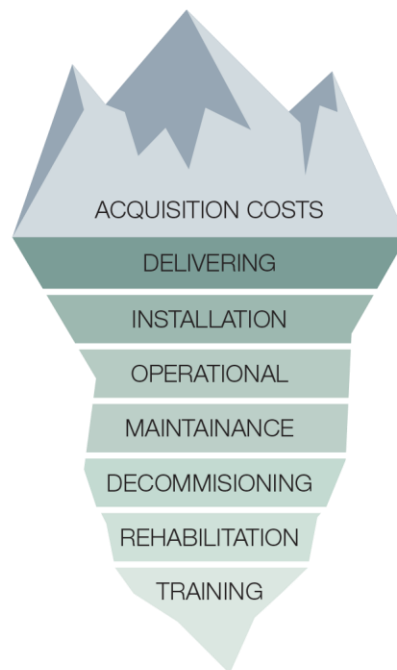 ACQUISITION COSTS
DELIVERING
INSTALLATION
OPERATIONAL
MAINTAINANCE
DECOMMISIONING
REHABILITATION
TRAINING